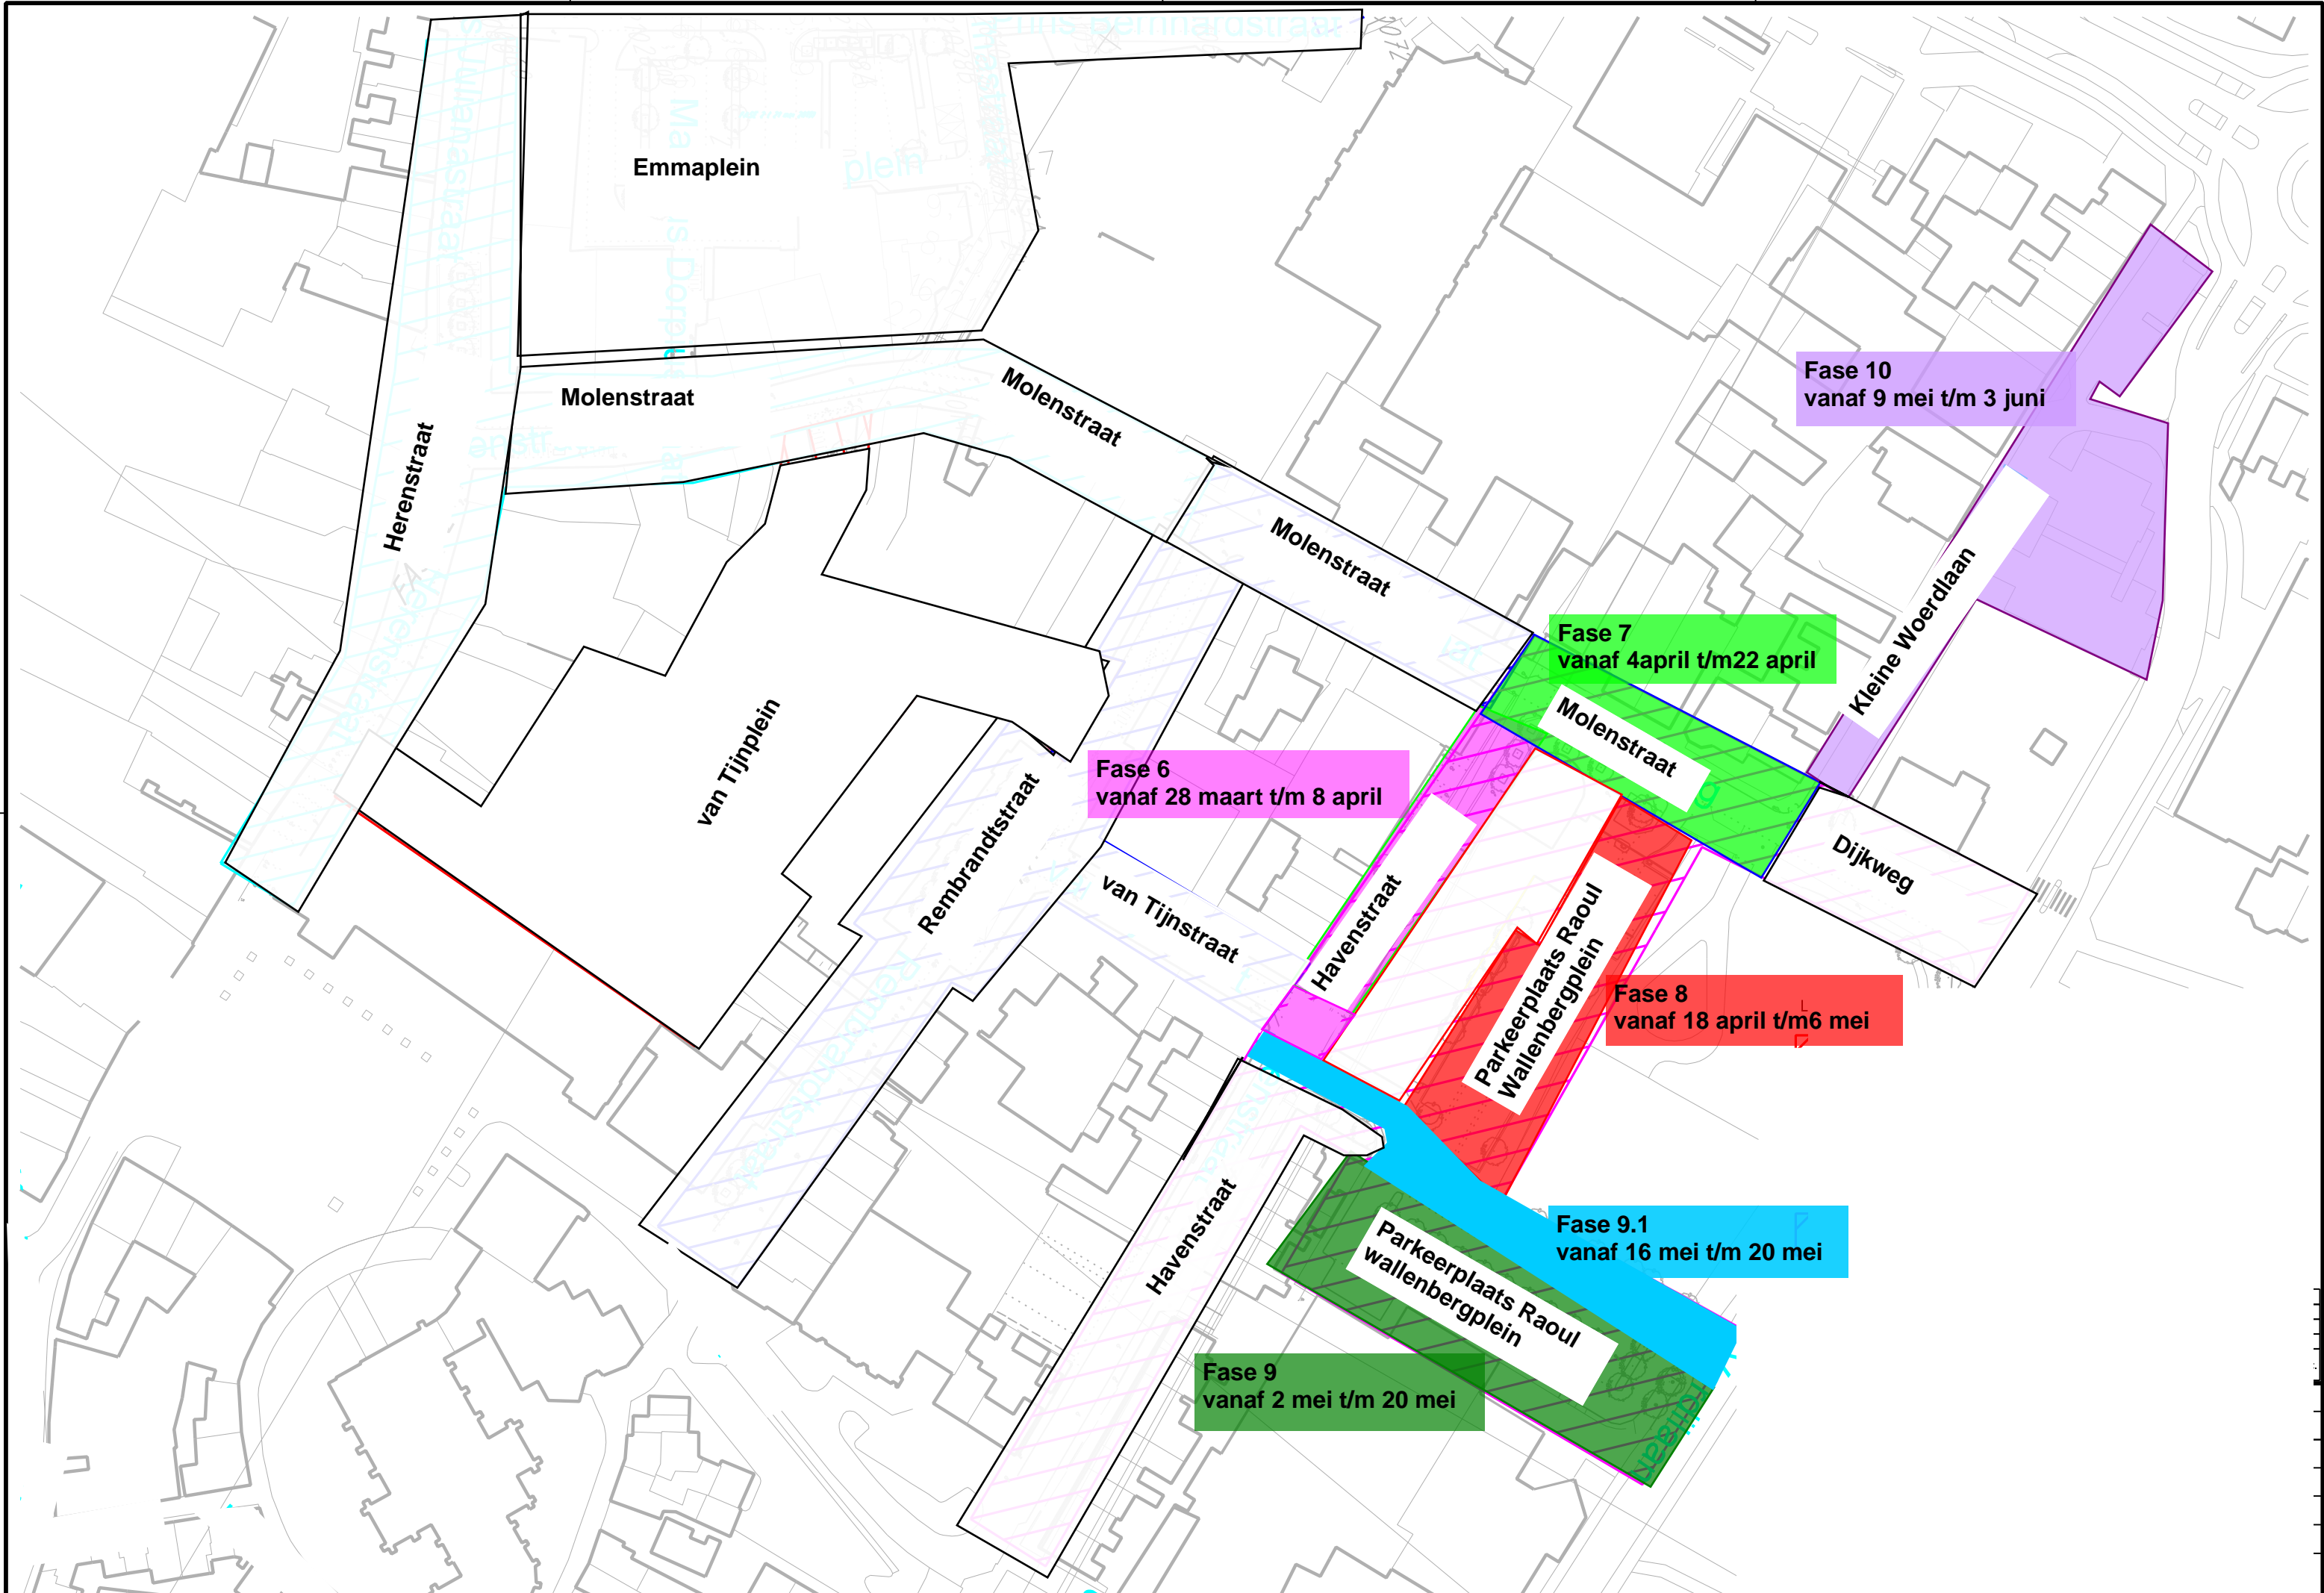 Emmaplein
plein
Molenstraat
Molenstraat
Herenstraat
Herenstraat
Molenstraat
Fase 10
vanaf 9 mei t/m 3 juni
Kleine Woerdlaan
Fase 7
vanaf 4april t/m22 april
Molenstraat
van Tijnplein
Fase 6
vanaf 28 maart t/m 8 april
Rembrandtstraat
Rembrandtstraat
van Tijnstraat
Havenstraat
Dijkweg
Parkeerplaats Raoul
Wallenbergplein
Fase 8
vanaf 18 april t/m6 mei
Havenstraat
Fase 9.1
vanaf 16 mei t/m 20 mei
Parkeerplaats Raoul
wallenbergplein
Fase 9
vanaf 2 mei t/m 20 mei